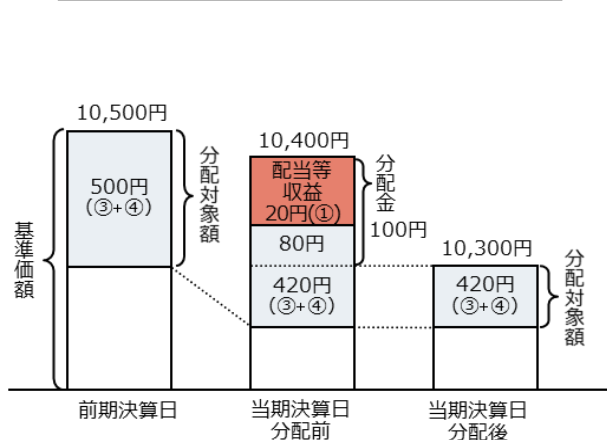 10,500円
500円
(③+④)
分配対象額
基準価額
前期決算日
10,400円
配当等
収益
20円(①)
80円
420円
(③+④)
分配金
100円
当期決算日
分配前
10,300円
420円
(③+④)
分配対象額
当期決算日
分配後